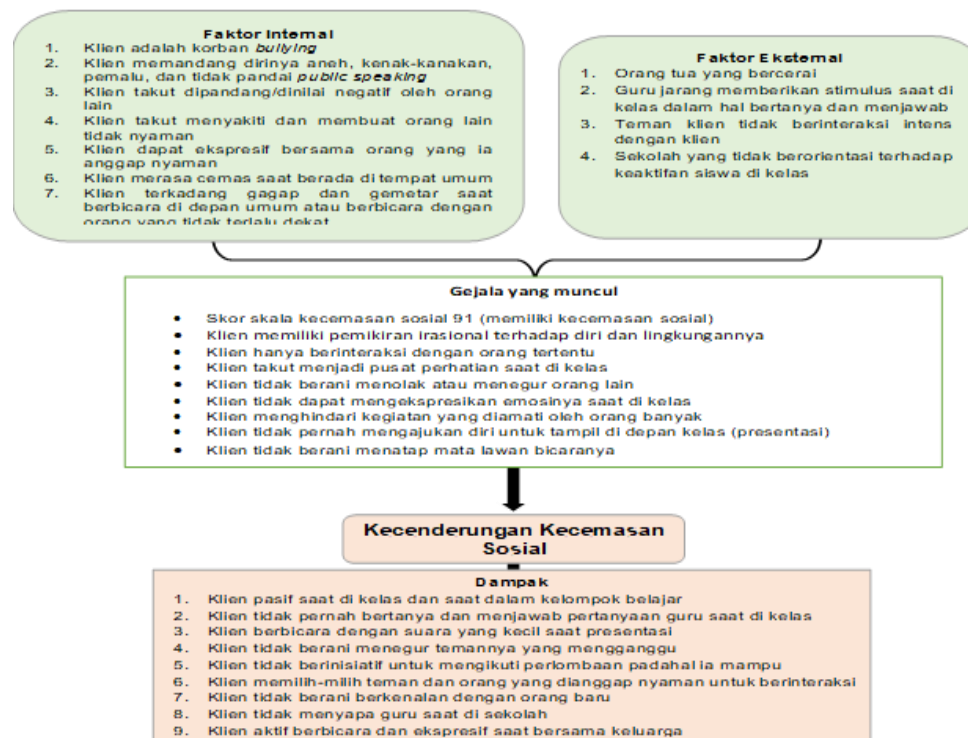 Faktor Internal
1. Klien adalah korban bullying
2. Klien memandang dirinya aneh, kenak-kanakan,
pemalu, dan tidak pandai public speaking
3. Klien takut dipandang/dinilai negatif oleh orang
lain
4. Klien takut menyakiti dan membuat orang lain
tidak nyaman
5. Klien dapat ekspresif bersama orang yang ia
anggap nyaman
6. Klien merasa cemas saat berada di tempat umum
7. Klien terkadang gagap dan gemetar saat
berbicara di depan umum atau berbicara dengan
orang yang tidak terlalu dekat
Faktor Eksternal
1. Orang tua yang bercerai
2. Guru jarang memberikan stimulus saat di
kelas dalam hal bertanya dan menjawab
3. Teman klien tidak berinteraksi intens
dengan klien
4. Sekolah yang tidak berorientasi terhadap
keaktifan siswa di kelas
Gejala yang muncul
• Skor skala kecemasan sosial 91 (memiliki kecemasan sosial)
• Klien memiliki pemikiran irasional terhadap diri dan lingkungannya
• Klien hanya berinteraksi dengan orang tertentu
• Klien takut menjadi pusat perhatian saat di kelas
• Klien tidak berani menolak atau menegur orang lain
• Klien tidak dapat mengekspresikan emosinya saat di kelas
• Klien menghindari kegiatan yang diamati oleh orang banyak
• Klien tidak pernah mengajukan diri untuk tampil di depan kelas (presentasi)
• Klien tidak berani menatap mata lawan bicaranya
Kecenderungan Kecemasan
Sosial
Dampak
1. Klien pasif saat di kelas dan saat dalam kelompok belajar
2. Klien tidak pernah bertanya dan menjawab pertanyaan guru saat di kelas
3. Klien berbicara dengan suara yang kecil saat presentasi
4. Klien tidak berani menegur temannya yang mengganggu
5. Klien tidak berinisiatif untuk mengikuti perlombaan padahal ia mampu
6. Klien memilih-milih teman dan orang yang dianggap nyaman untuk berinteraksi
7. Klien tidak berani berkenalan dengan orang baru
8. Klien tidak menyapa guru saat di sekolah
9. Klien aktif berbicara dan ekspresif saat bersama keluarga